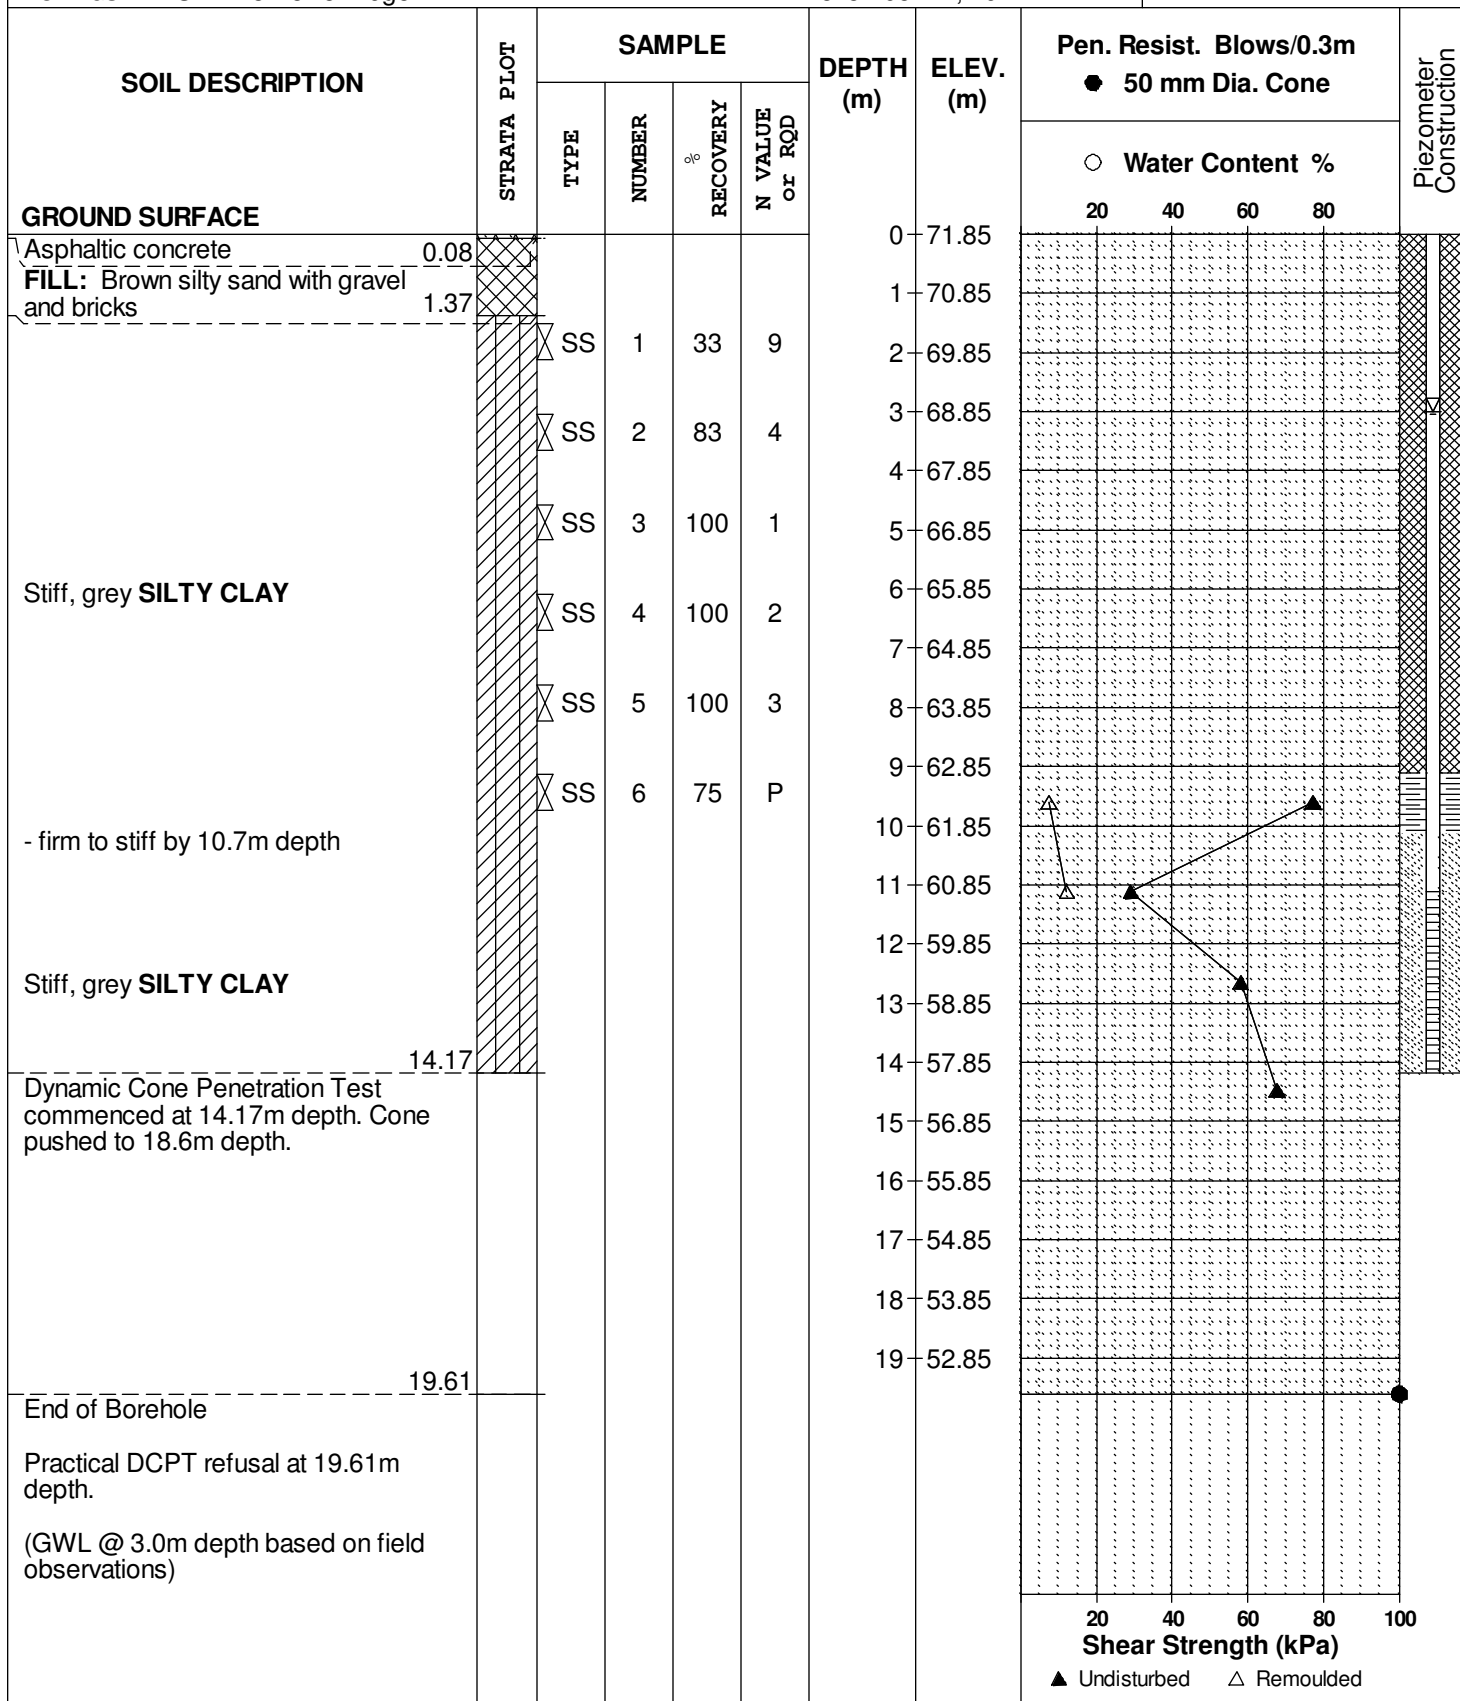 SOIL DESCRIPTION
GROUND SURFACE
STRATA PLOT
SAMPLE
TYPE
NUMBER
%
RECOVERY
N VALUE
or RQD
DEPTH
(m)
ELEV.
(m)
Pen. Resist. Blows/0.3m
● 50 mm Dia. Cone
○ Water Content %
20 40 60 80
Piezometer
Construction
Asphaltic concrete 0.08
FILL: Brown silty sand with gravel
and bricks 1.37
Stiff, grey SILTY CLAY
- firm to stiff by 10.7m depth
Stiff, grey SILTY CLAY
14.17
Dynamic Cone Penetration Test
commenced at 14.17m depth. Cone
pushed to 18.6m depth.
19.61
End of Borehole
Practical DCPT refusal at 19.61m
depth.
(GWL @ 3.0m depth based on field
observations)
SS 1 33 9
SS 2 83 4
SS 3 100 1
SS 4 100 2
SS 5 100 3
SS 6 75 P
0 71.85
1 70.85
2 69.85
3 68.85
4 67.85
5 66.85
6 65.85
7 64.85
8 63.85
9 62.85
10 61.85
11 60.85
12 59.85
13 58.85
14 57.85
15 56.85
16 55.85
17 54.85
18 53.85
19 52.85
20 40 60 80 100
Shear Strength (kPa)
▲ Undisturbed △ Remoulded